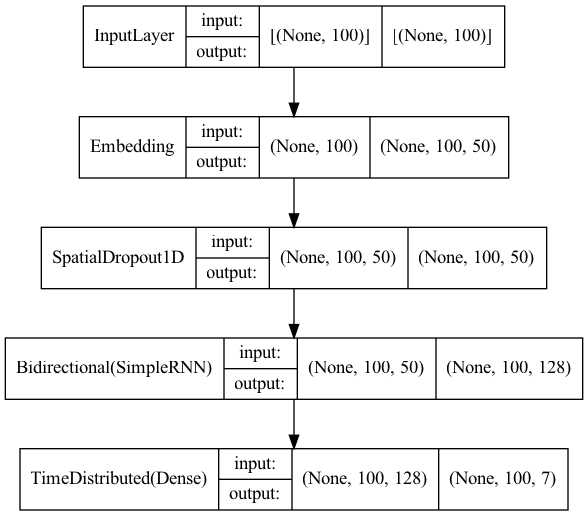 InputLayer input: output: [(None, 100)] [(None, 100)]
Embedding input: output: (None, 100) (None, 100, 50)
SpatialDropout1D input: output: (None, 100, 50) (None, 100, 50)
Bidirectional(SimpleRNN) input: output: (None, 100, 50) (None, 100, 128)
TimeDistributed(Dense) input: output: (None, 100, 128) (None, 100, 7)